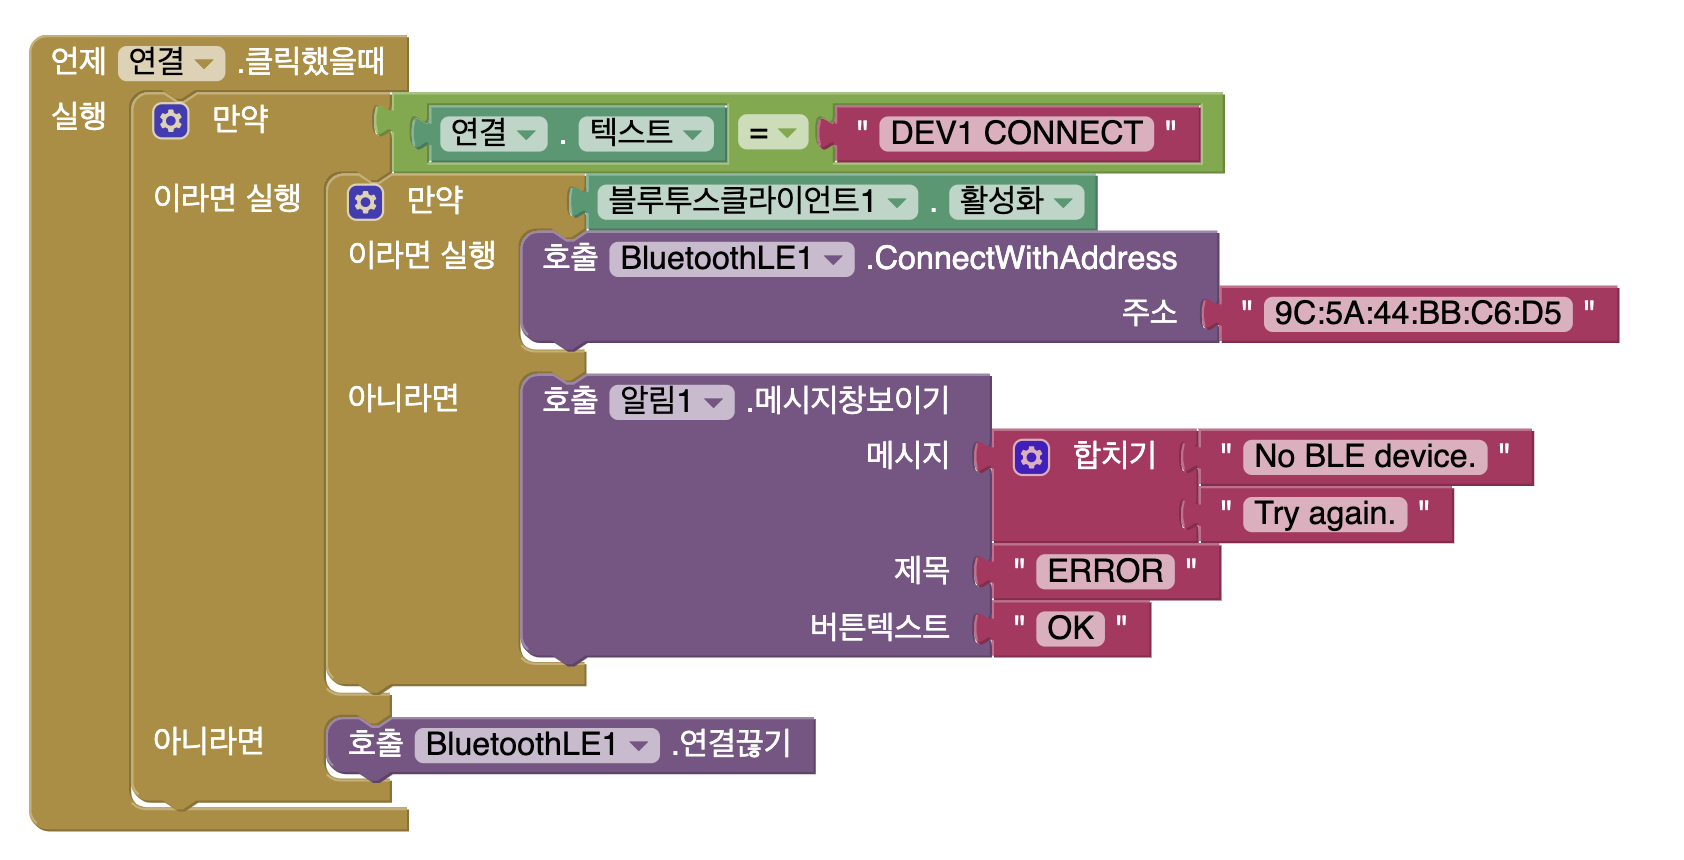 언제 연결 .클릭했을때
실행 만약 연결 . 텍스트 = " DEV1 CONNECT "
이라면 실행 만약 블루투스클라이언트1 . 활성화
이라면 실행 호출 BluetoothLE1 .ConnectWithAddress
주소 " 9C:5A:44:BB:C6:D5 "
아니라면 호출 알림1 .메시지창보이기
메시지 합치기 " No BLE device. "
" Try again. "
제목 " ERROR "
버튼텍스트 " OK "
아니라면 호출 BluetoothLE1 .연결끊기